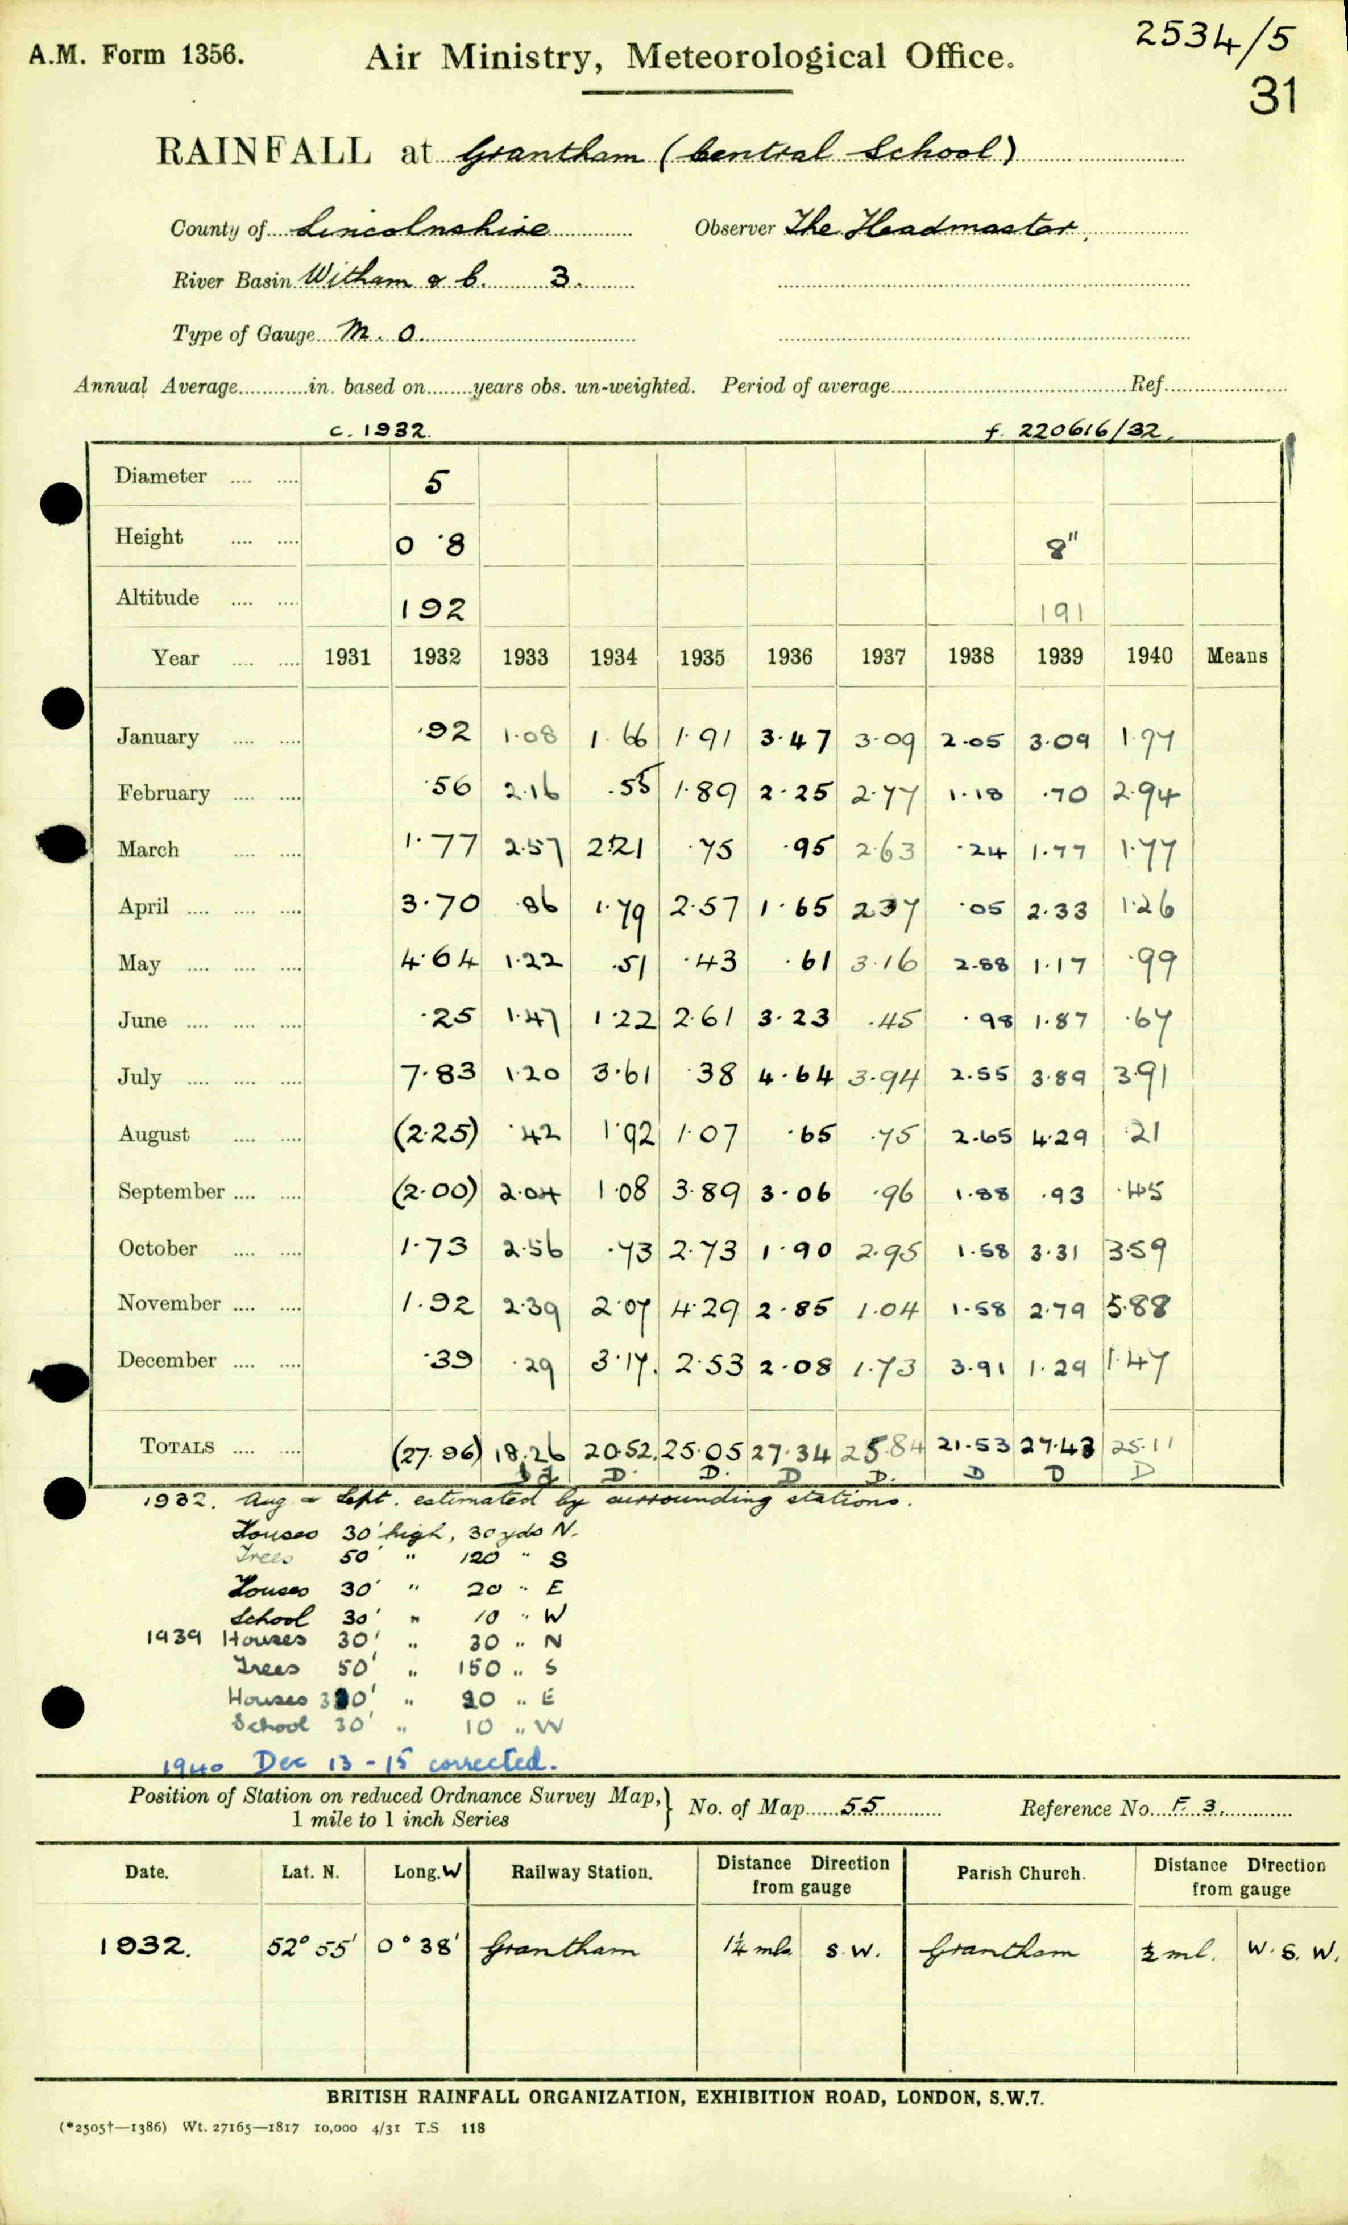 2534/5
A.M. Form 1356. Air Ministry, Meteorological Office.
31
RAINFALL at Grantham (Central School)
County of Lincolnshire Observer The Headmaster.
River Basin Witham & C. 3.
Type of Gauge M. O.
Annual Average in. based on years obs. un-weighted. Period of average Ref.
c. 1932. f. 220616/32.
Diameter 5
Height 0 ·8 8"
Altitude 192 191
Year 1931 1932 1933 1934 1935 1936 1937 1938 1939 1940 Means
January ·92 1·08 1·66 1·91 3·47 3·09 2·05 3·09 1·97
February ·56 2·16 ·55 1·89 2·25 2·77 1·18 ·70 2·94
March 1·77 2·57 2·21 ·75 ·95 2·63 ·24 1·77 1·77
April 3·70 ·86 1·79 2·57 1·65 2·37 ·05 2·33 1·26
May 4·64 1·22 ·51 ·43 ·61 3·16 2·88 1·17 ·99
June ·25 1·47 1·22 2·61 3·23 ·45 ·98 1·87 ·67
July 7·83 1·20 3·61 ·38 4·64 3·94 2·55 3·89 3·91
August (2·25) ·42 1·92 1·07 ·65 ·75 2·65 4·29 ·21
September (2·00) 2·04 1·08 3·89 3·06 ·96 1·88 ·93 ·45
October 1·73 2·56 ·73 2·73 1·90 2·95 1·58 3·31 3·59
November 1·92 2·39 2·07 4·29 2·85 1·04 1·58 2·79 5·88
December ·39 ·29 3·17. 2·53 2·08 1·73 3·91 1·29 1·47
TOTALS (27·96) 18·26 20·52. 25·05 27·34 25·84 21·53 27·43 25·11
D. D. D D. D D D
1932. Aug & Sept. estimated by surrounding stations.
Houses 30' high, 30 yds N.
Trees 50' " 120 " S
Houses 30' " 20 " E
School 30' " 10 " W
1939 Houses 30' " 30 " N
Trees 50' " 150 " S
Houses 30' " 20 " E
School 30' " 10 " W
1940 Dec 13 - 15 corrected.
Position of Station on reduced Ordnance Survey Map, 1 mile to 1 inch Series } No. of Map 55 Reference No. F. 3.
Date. Lat. N. Long. W Railway Station. Distance Direction from gauge Parish Church. Distance Direction from gauge
1932. 52° 55' 0° 38' Grantham 1¼ mls S.W. Grantham ½ ml. W. S. W.
BRITISH RAINFALL ORGANIZATION, EXHIBITION ROAD, LONDON, S.W.7.
(*2505†—1386) Wt. 27165—1817 10,000 4/31 T.S 118